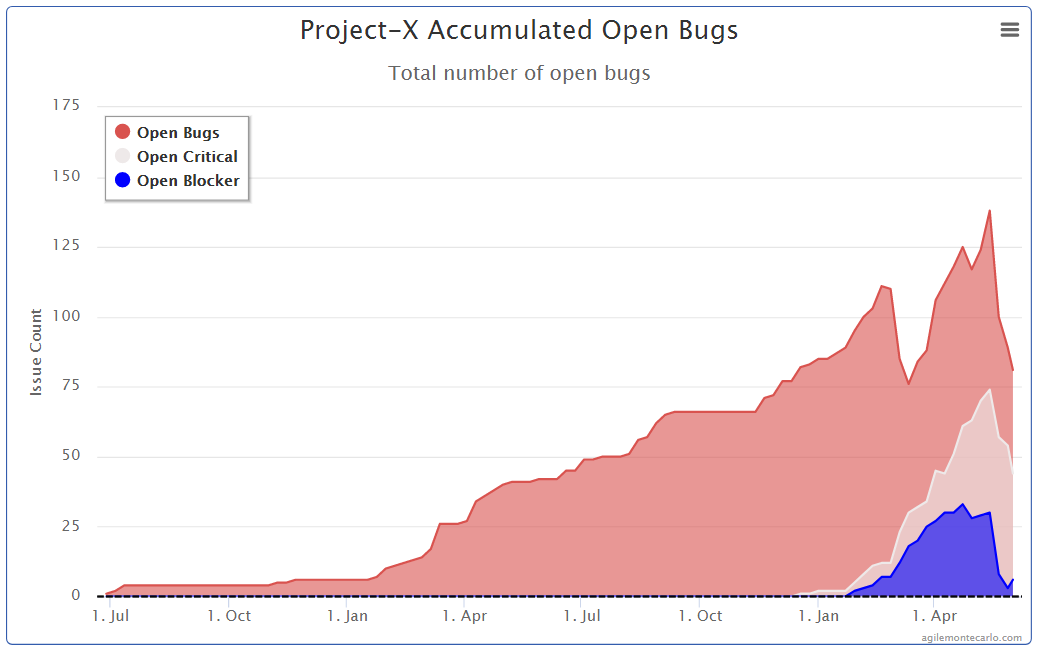 Project-X Accumulated Open Bugs
Total number of open bugs
175
150
125
100
75
50
25
0
Issue Count
Open Bugs
Open Critical
Open Blocker
1. Jul
1. Oct
1. Jan
1. Apr
1. Jul
1. Oct
1. Jan
1. Apr
agilemontecarlo.com